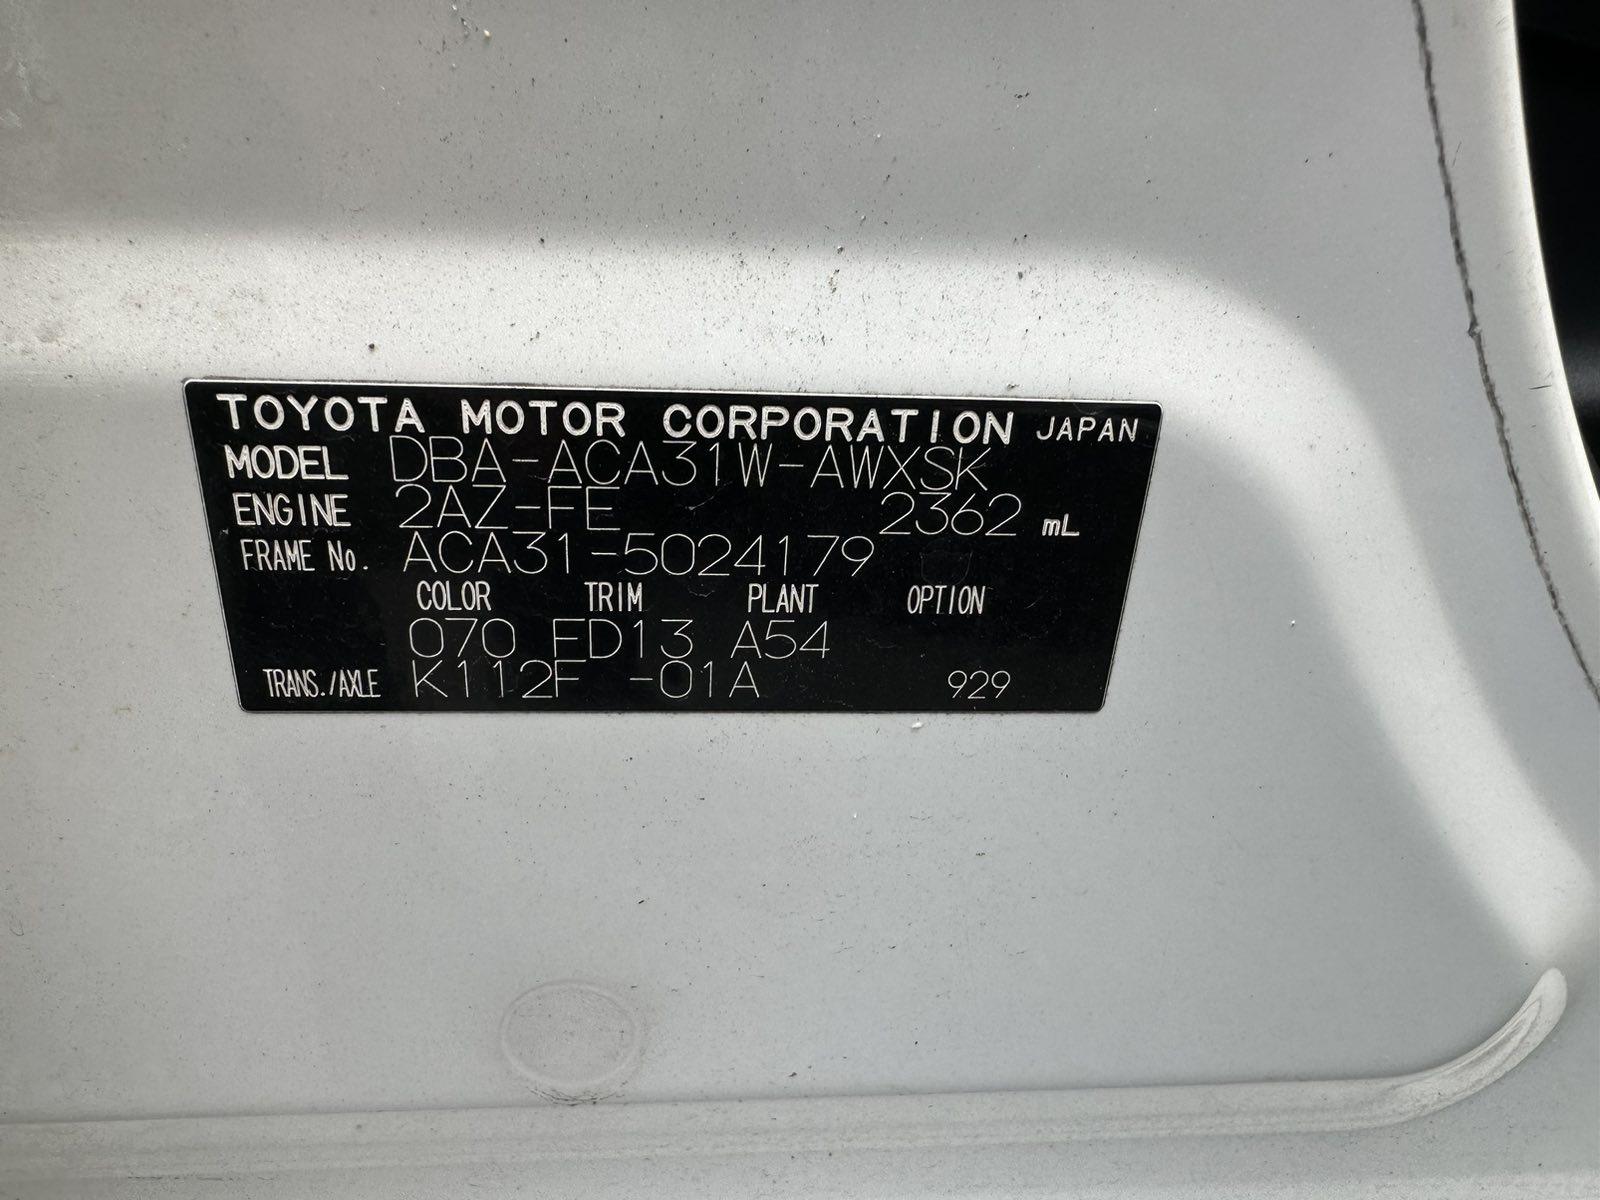 TOYOTA MOTOR CORPORATION JAPAN
MODEL DBA-ACA31W-AWXSK
ENGINE 2AZ-FE 2362 mL
FRAME No. ACA31-5024179
COLOR TRIM PLANT OPTION
070 FD13 A54
TRANS./AXLE K112F -01A 929